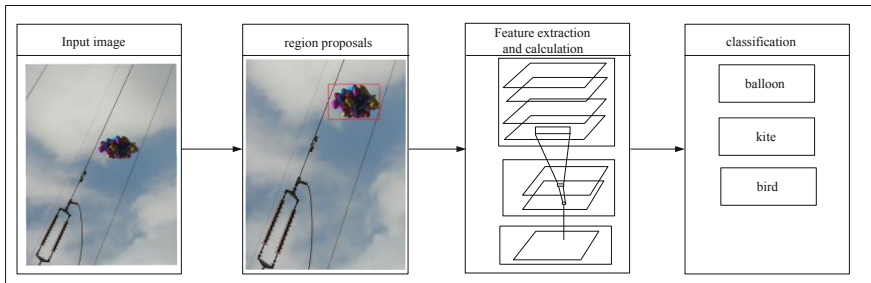 Input image
region proposals
Feature extraction
and calculation
classification
balloon
kite
bird